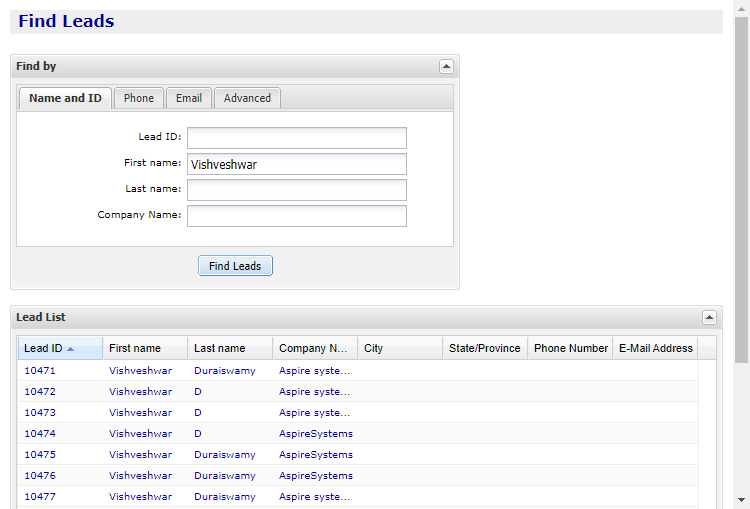 Find Leads
Find by
Name and ID Phone Email Advanced
Lead ID:
First name: Vishveshwar
Last name:
Company Name:
Find Leads
Lead List
Lead ID First name Last name Company N... City State/Province Phone Number E-Mail Address
10471 Vishveshwar Duraiswamy Aspire syste...
10472 Vishveshwar D Aspire syste...
10473 Vishveshwar D Aspire syste...
10474 Vishveshwar D AspireSystems
10475 Vishveshwar Duraiswamy AspireSystems
10476 Vishveshwar Duraiswamy AspireSystems
10477 Vishveshwar Duraiswamy Aspire syste...